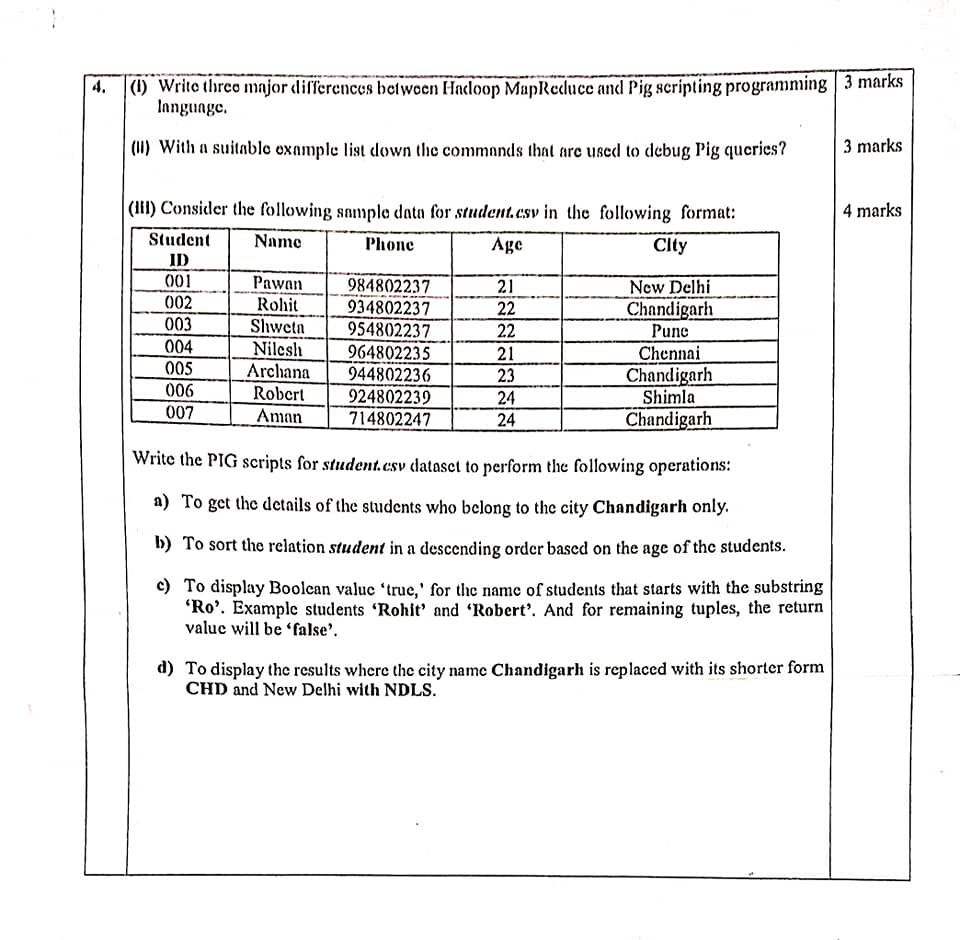 4. (I) Write three major differences between Hadoop MapReduce and Pig scripting programming 3 marks
language.
(II) With a suitable example list down the commands that are used to debug Pig queries? 3 marks
(III) Consider the following sample data for student.csv in the following format: 4 marks
Student ID Name Phone Age City
001 Pawan 984802237 21 New Delhi
002 Rohit 934802237 22 Chandigarh
003 Shweta 954802237 22 Pune
004 Nilesh 964802235 21 Chennai
005 Archana 944802236 23 Chandigarh
006 Robert 924802239 24 Shimla
007 Aman 714802247 24 Chandigarh
Write the PIG scripts for student.csv dataset to perform the following operations:
a) To get the details of the students who belong to the city Chandigarh only.
b) To sort the relation student in a descending order based on the age of the students.
c) To display Boolean value ‘true,’ for the name of students that starts with the substring
‘Ro’. Example students ‘Rohit’ and ‘Robert’. And for remaining tuples, the return
value will be ‘false’.
d) To display the results where the city name Chandigarh is replaced with its shorter form
CHD and New Delhi with NDLS.